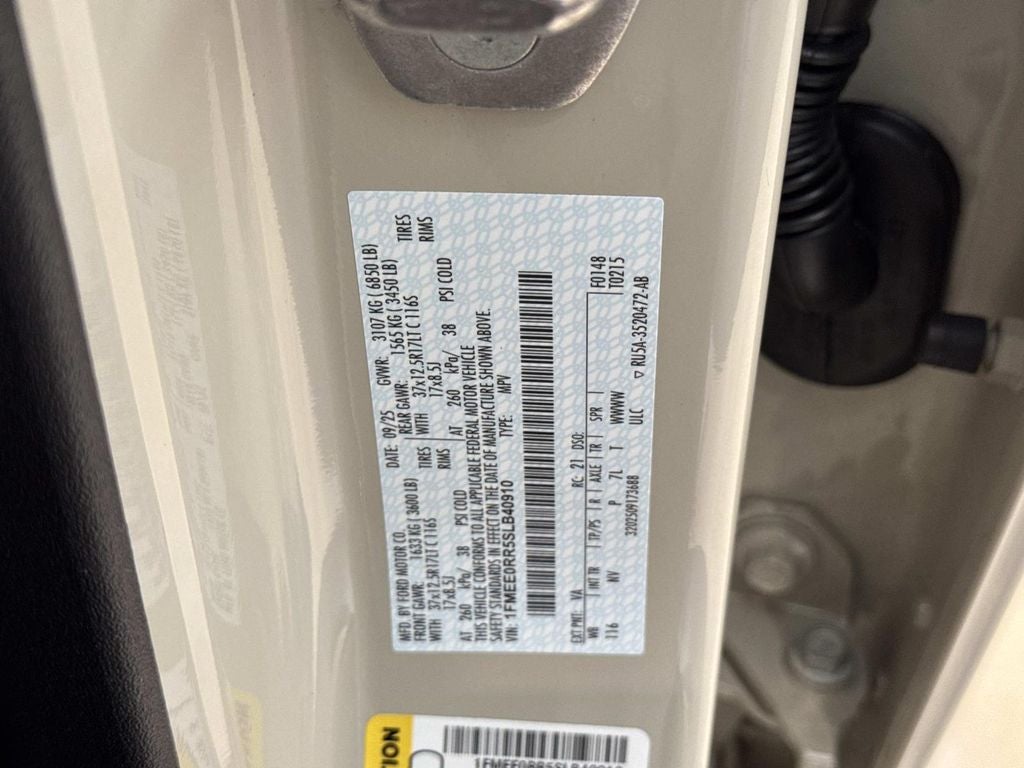 MFD. BY FORD MOTOR CO.
DATE: 09/25 GVWR: 3107 KG ( 6850 LB)
FRONT GAWR: 1633 KG ( 3600 LB) REAR GAWR: 1565 KG ( 3450 LB)
WITH 37x12.5R17LT C 116S TIRES WITH 37x12.5R17LT C 116S TIRES
17x8.5J RIMS 17x8.5J RIMS
AT 260 kPa/ 38 PSI COLD AT 260 kPa/ 38 PSI COLD
THIS VEHICLE CONFORMS TO ALL APPLICABLE FEDERAL MOTOR VEHICLE
SAFETY STANDARDS IN EFFECT ON THE DATE OF MANUFACTURE SHOWN ABOVE.
VIN: 1FMEE0RR5SLB40910 TYPE: MPV
EXT PNT: VA RC: 21 DSO: F0148
WB INT TR TP/PS R AXLE TR SPR T0215
116 NV P 7L T WWWW
3202509173688 ULC ▽ RU5A-3520472-AB
1FMEE0RR5SLB40910